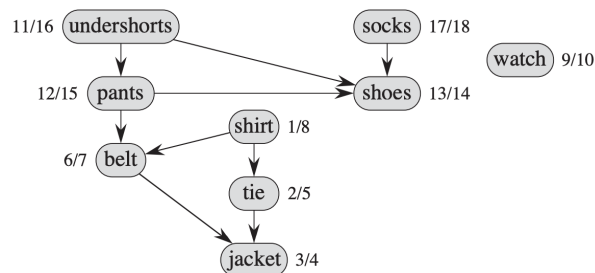 11/16 undershorts
socks 17/18
watch 9/10
12/15 pants
shoes 13/14
shirt 1/8
6/7 belt
tie 2/5
jacket 3/4